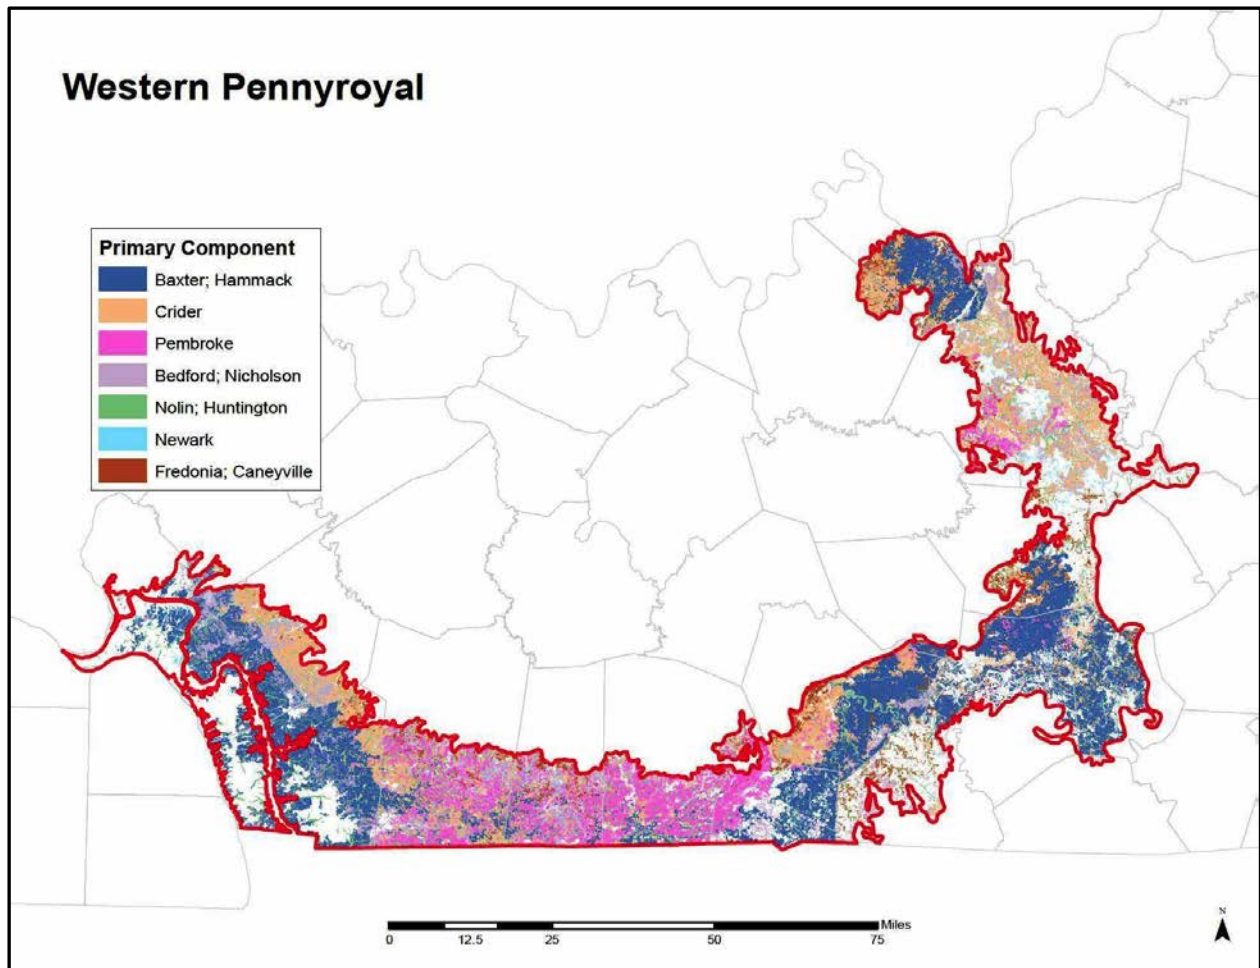 Western Pennyroyal
Primary Component
Baxter; Hammack
Crider
Pembroke
Bedford; Nicholson
Nolin; Huntington
Newark
Fredonia; Caneyville
Miles
0 12.5 25 50 75
N